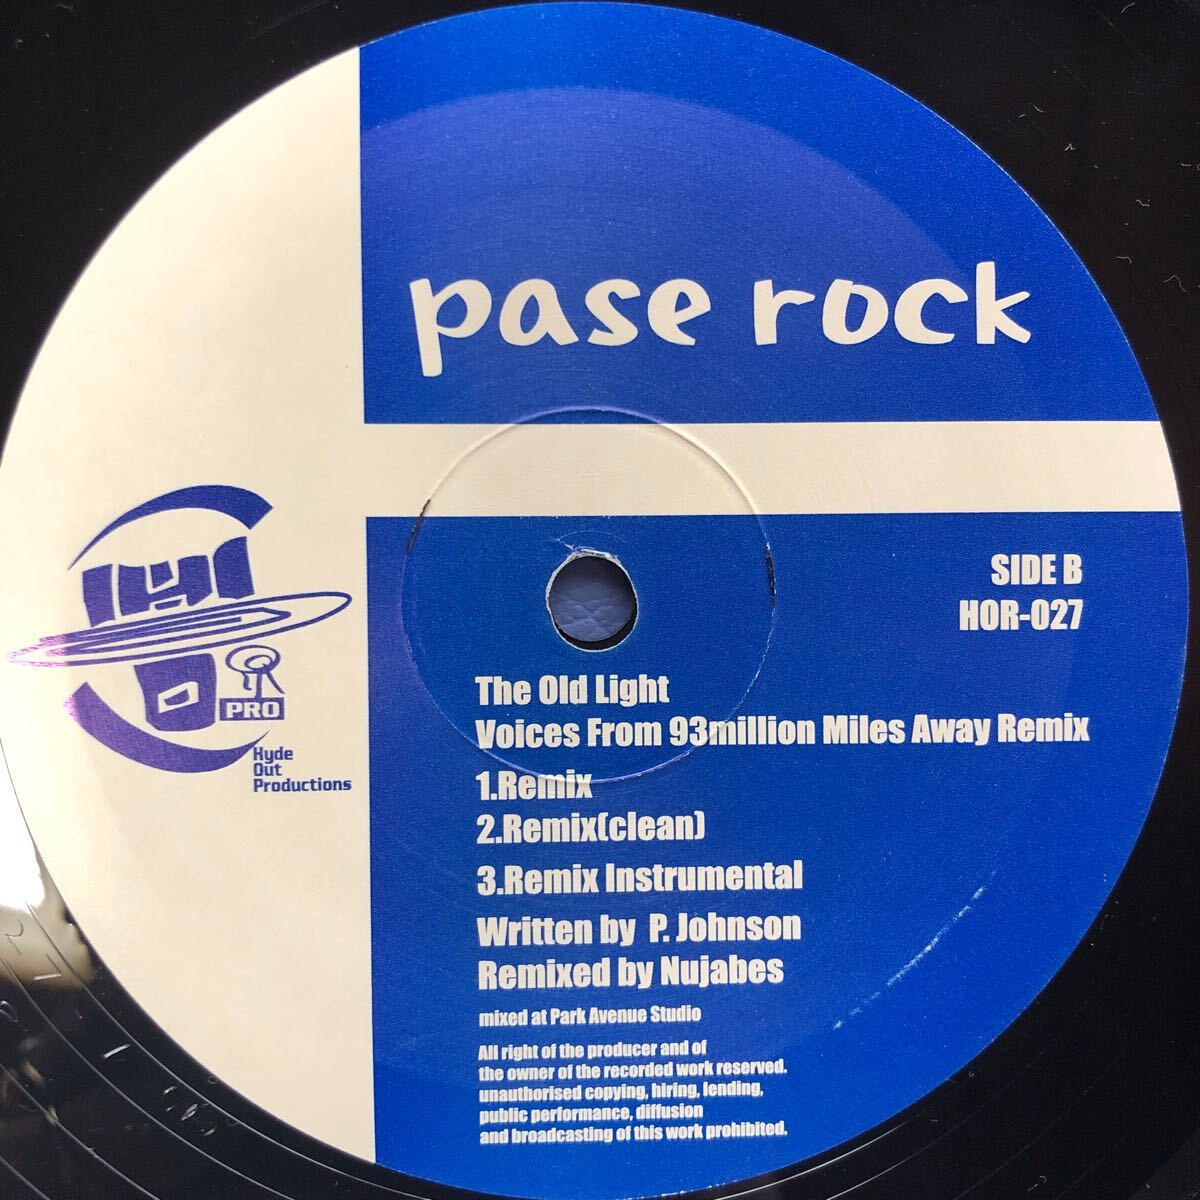 pase rock
SIDE B
HOR-027
PRO
Hyde
Out
Productions
The Old Light
Voices From 93million Miles Away Remix
1.Remix
2.Remix(clean)
3.Remix Instrumental
Written by P. Johnson
Remixed by Nujabes
mixed at Park Avenue Studio
All right of the producer and of
the owner of the recorded work reserved.
unauthorised copying, hiring, lending,
public performance, diffusion
and broadcasting of this work prohibited.